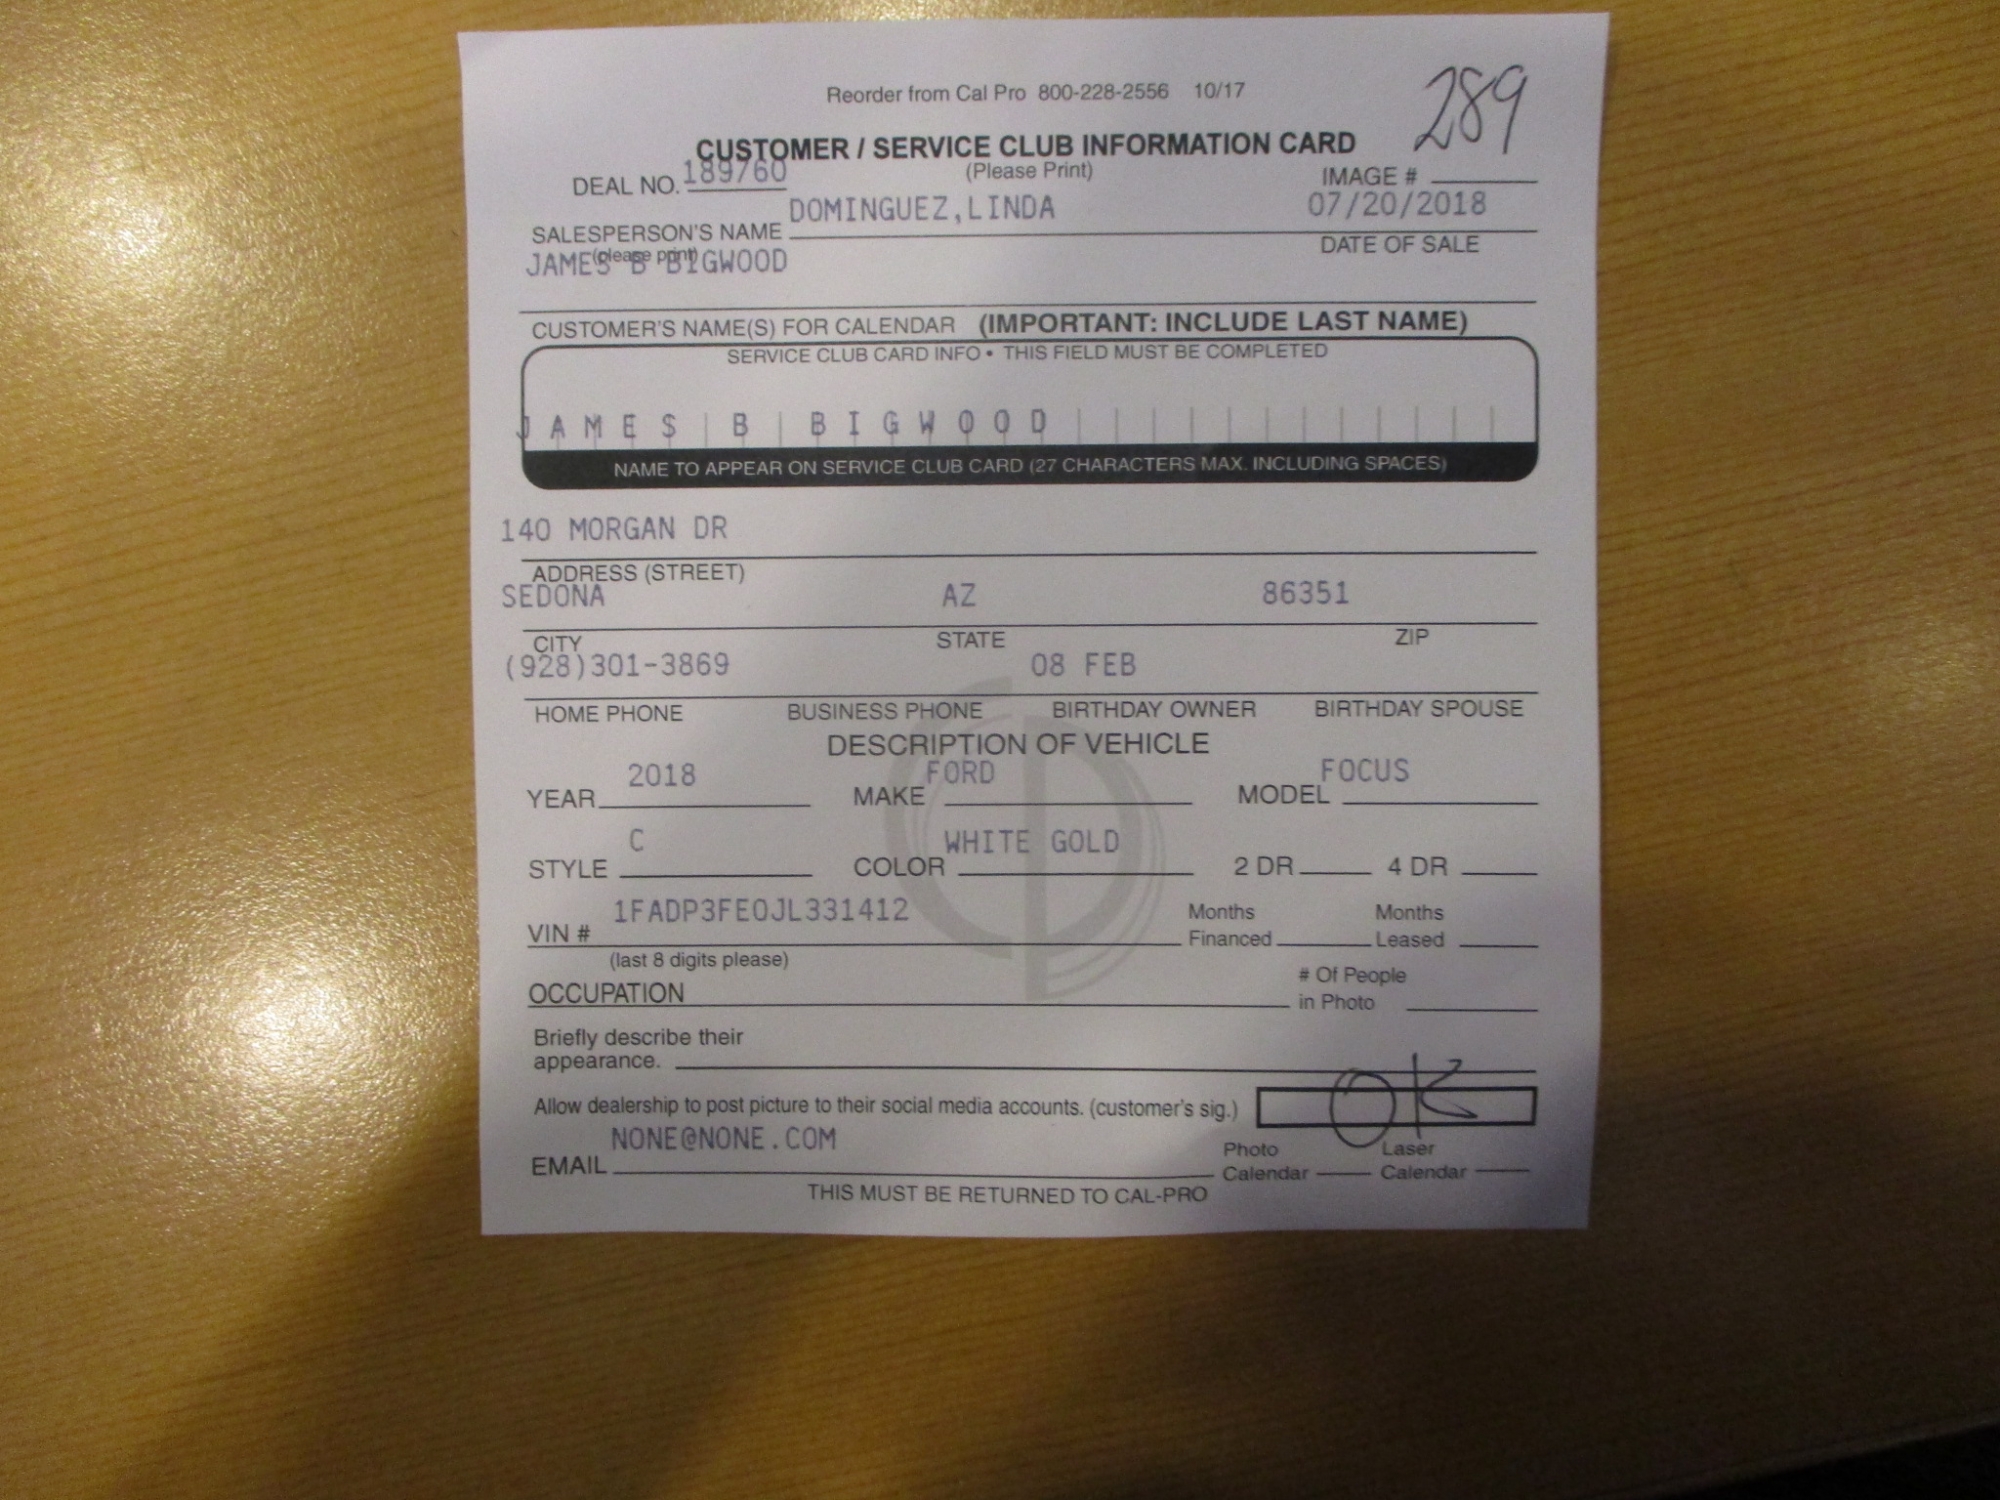 Reorder from Cal Pro 800-228-2556 10/17
289
CUSTOMER / SERVICE CLUB INFORMATION CARD
(Please Print)
DEAL NO. 189760
IMAGE #
DOMINGUEZ,LINDA 07/20/2018
SALESPERSON'S NAME DATE OF SALE
(please print)
JAMES B BIGWOOD
CUSTOMER'S NAME(S) FOR CALENDAR (IMPORTANT: INCLUDE LAST NAME)
SERVICE CLUB CARD INFO • THIS FIELD MUST BE COMPLETED
JAMES B BIGWOOD
NAME TO APPEAR ON SERVICE CLUB CARD (27 CHARACTERS MAX. INCLUDING SPACES)
140 MORGAN DR
ADDRESS (STREET)
SEDONA AZ 86351
CITY STATE ZIP
(928)301-3869 08 FEB
HOME PHONE BUSINESS PHONE BIRTHDAY OWNER BIRTHDAY SPOUSE
DESCRIPTION OF VEHICLE
YEAR 2018 MAKE FORD MODEL FOCUS
STYLE C COLOR WHITE GOLD 2 DR 4 DR
VIN # 1FADP3FE0JL331412 Months Financed Months Leased
(last 8 digits please)
OCCUPATION # Of People in Photo
Briefly describe their
appearance.
Allow dealership to post picture to their social media accounts. (customer's sig.) OK
EMAIL NONE@NONE.COM Photo Calendar Laser Calendar
THIS MUST BE RETURNED TO CAL-PRO